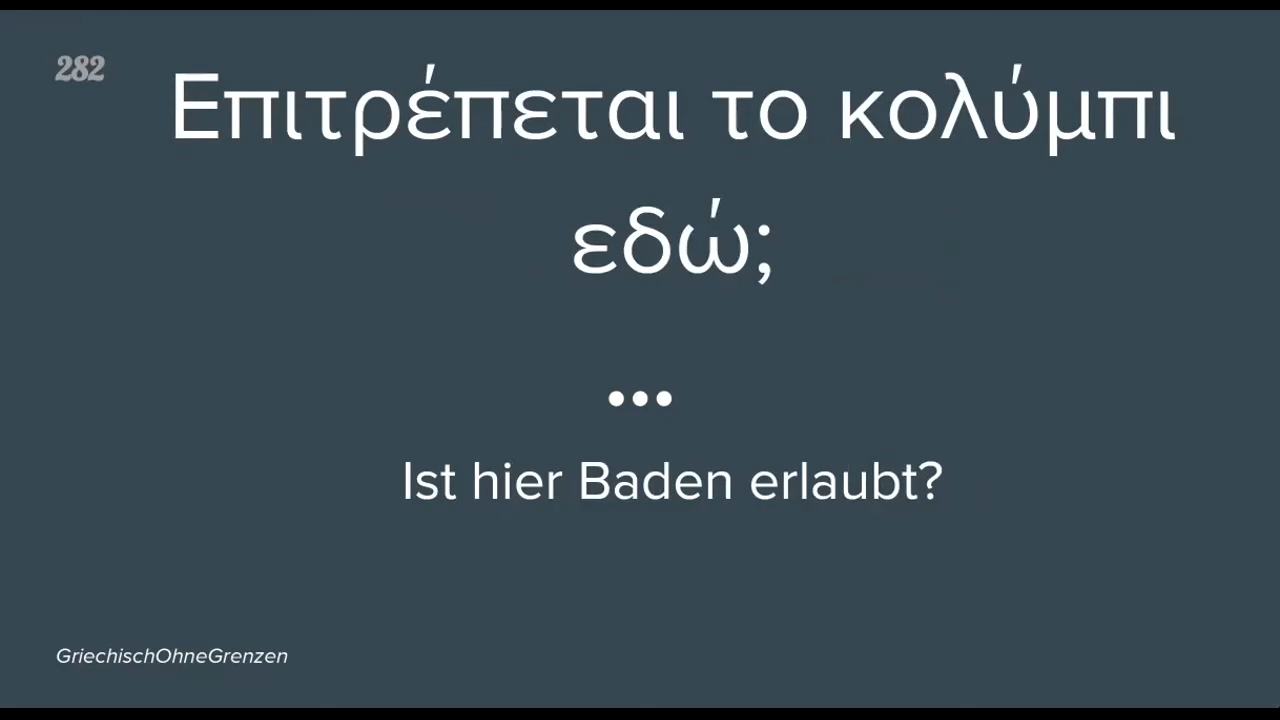 282
Επιτρέπεται το κολύμπι
εδώ;
...
Ist hier Baden erlaubt?
GriechischOhneGrenzen